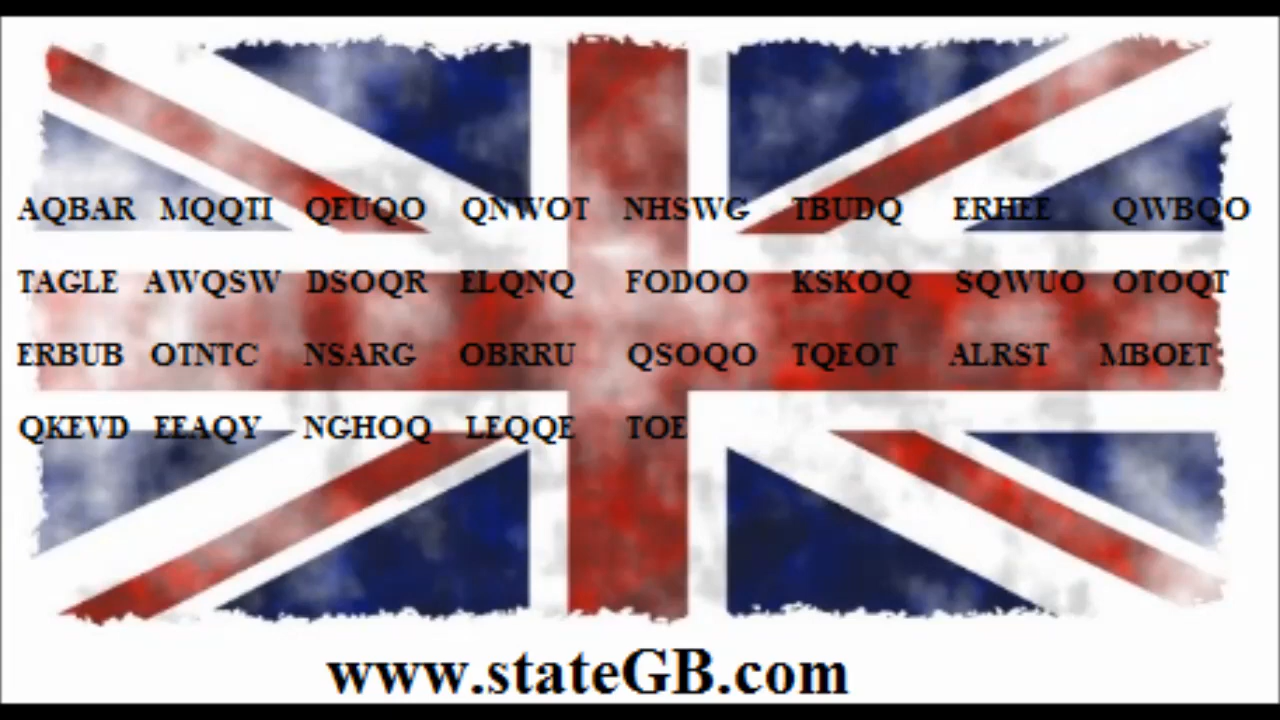 AQBAR MQQTI QEUQO QNWOT NHSWG TBUDQ ERHEE QWBQO
TAGLE AWQSW DSOQR ELQNQ FODOO KSKOQ SQWUO OTOQT
ERBUB OTNTC NSARG OBRRU QSOQO TQEOT ALRST MBOET
QKEVD EEAQY NGHOQ LEQQE TOE
www.stateGB.com